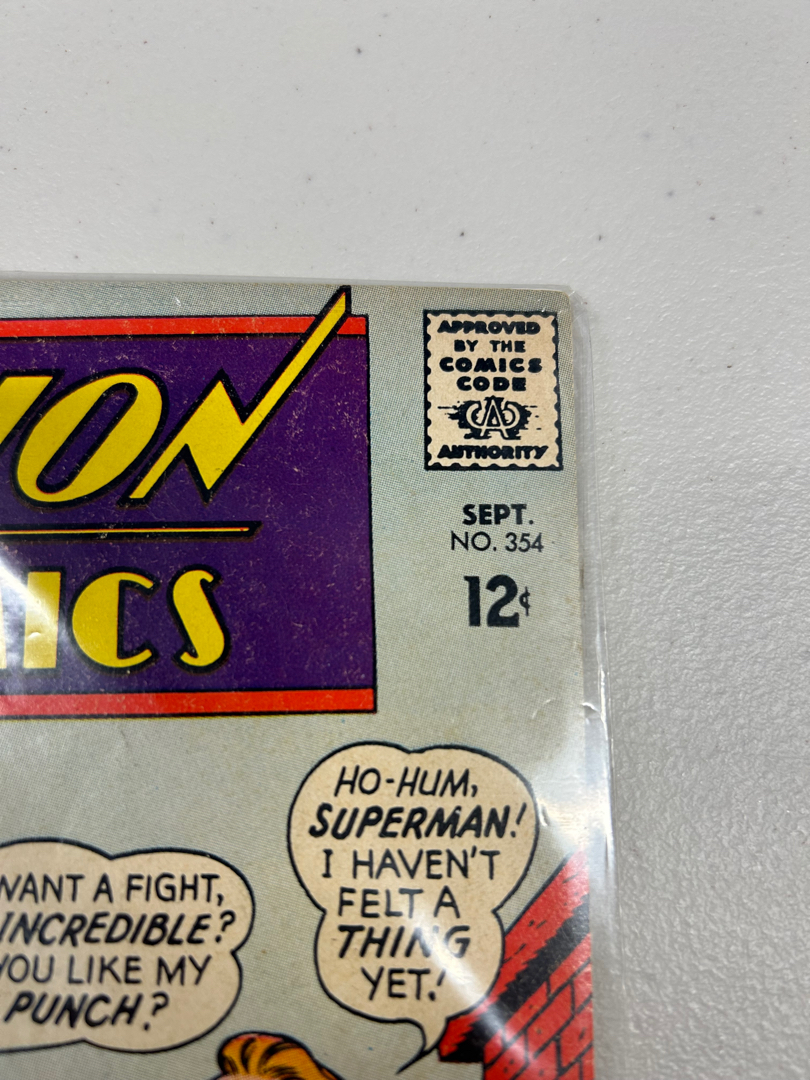 ION
APPROVED
BY THE
COMICS
CODE
AUTHORITY
SEPT.
NO. 354
12¢
ICS
HO-HUM,
SUPERMAN!
I HAVEN'T
FELT A
THING
YET!
WANT A FIGHT,
INCREDIBLE?
YOU LIKE MY
PUNCH?